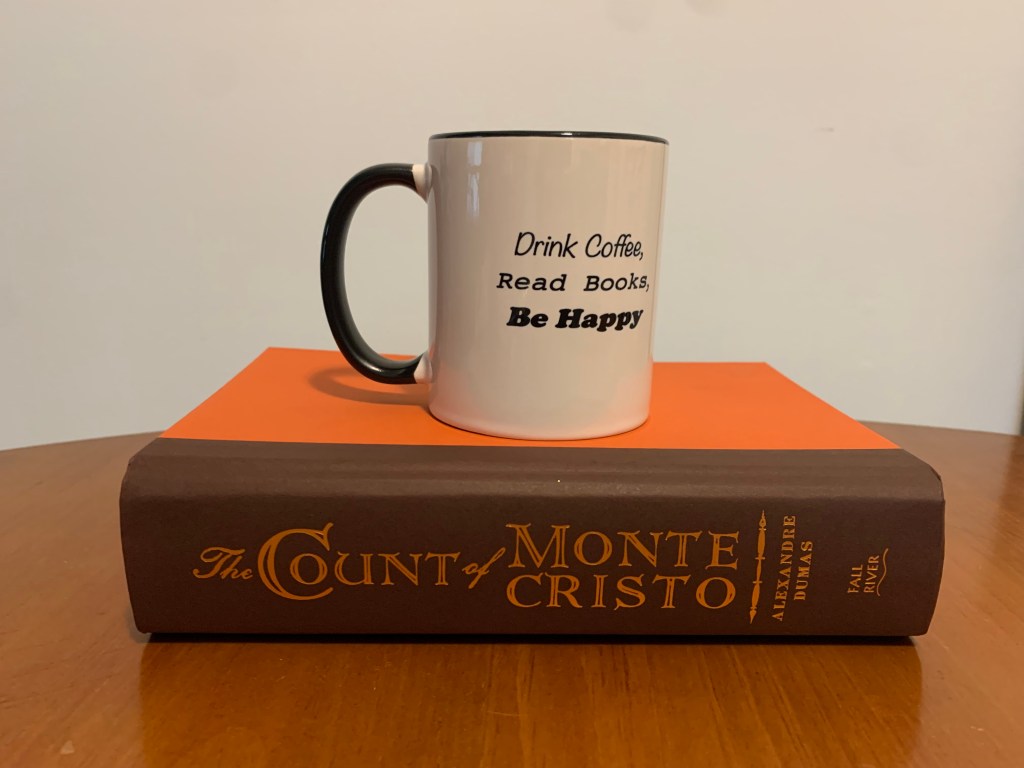 Drink Coffee,
Read Books,
Be Happy
The COUNT of MONTE
CRISTO
ALEXANDRE
DUMAS
FALL
RIVER